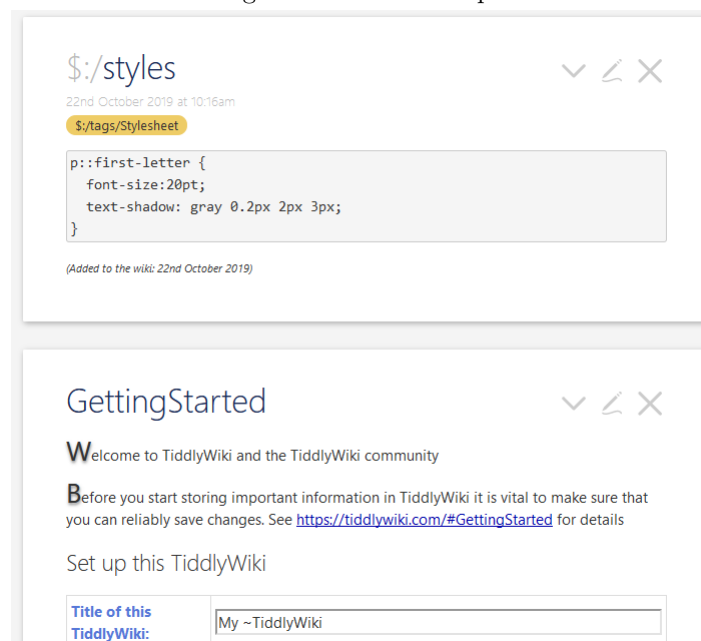 $:/styles
22nd October 2019 at 10:16am
$:/tags/Stylesheet
p::first-letter {
  font-size:20pt;
  text-shadow: gray 0.2px 2px 3px;
}
(Added to the wiki: 22nd October 2019)
GettingStarted
Welcome to TiddlyWiki and the TiddlyWiki community
Before you start storing important information in TiddlyWiki it is vital to make sure that
you can reliably save changes. See https://tiddlywiki.com/#GettingStarted for details
Set up this TiddlyWiki
Title of this
TiddlyWiki:
My ~TiddlyWiki